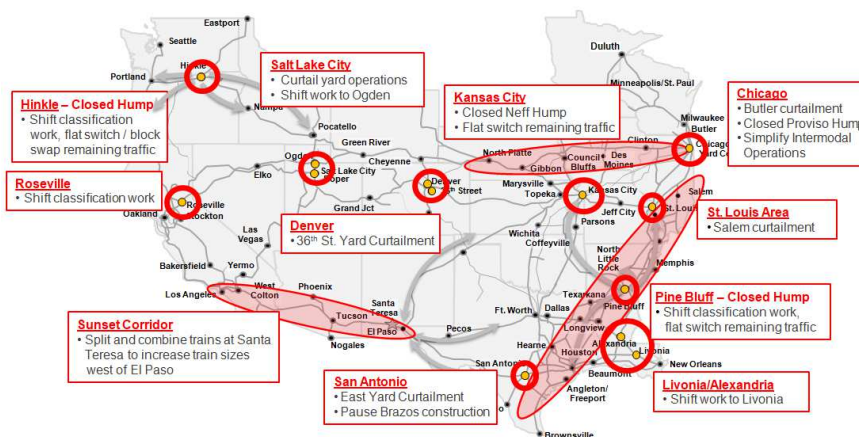 Eastport
Seattle
Hinkle
Portland
Nampa
Salt Lake City
• Curtail yard operations
• Shift work to Ogden
Hinkle – Closed Hump
• Shift classification
work, flat switch / block
swap remaining traffic
Kansas City
• Closed Neff Hump
• Flat switch remaining traffic
Duluth
Minneapolis/St. Paul
Chicago
• Butler curtailment
• Closed Proviso Hump
• Simplify Intermodal
Operations
Milwaukee
Butler
Chicago
Yard
Pocatello
Green River
Cheyenne
Ogden
Salt Lake City
Roper
Elko
North Platte
Gibbon
Council
Bluffs
Des
Moines
Clinton
Roseville
• Shift classification work
Roseville
Stockton
Oakland
Denver
Street
Grand Jct
Marysville
Topeka
Kansas City
Jeff City
Parsons
Salem
St. Louis
St. Louis Area
• Salem curtailment
Denver
• 36th St. Yard Curtailment
Las
Vegas
Wichita
Coffeyville
North
Little
Rock
Memphis
Bakersfield
Yermo
Los Angeles
West
Colton
Phoenix
Tucson
Nogales
Santa
Teresa
El Paso
Pecos
Ft. Worth
Dallas
Texarkana
Pine Bluff
Longview
Pine Bluff – Closed Hump
• Shift classification work,
flat switch remaining traffic
Sunset Corridor
• Split and combine trains at Santa
Teresa to increase train sizes
west of El Paso
San Antonio
• East Yard Curtailment
• Pause Brazos construction
Hearne
San Antonio
Houston
Alexandria
Livonia
Beaumont
New Orleans
Angleton/
Freeport
Brownsville
Livonia/Alexandria
• Shift work to Livonia